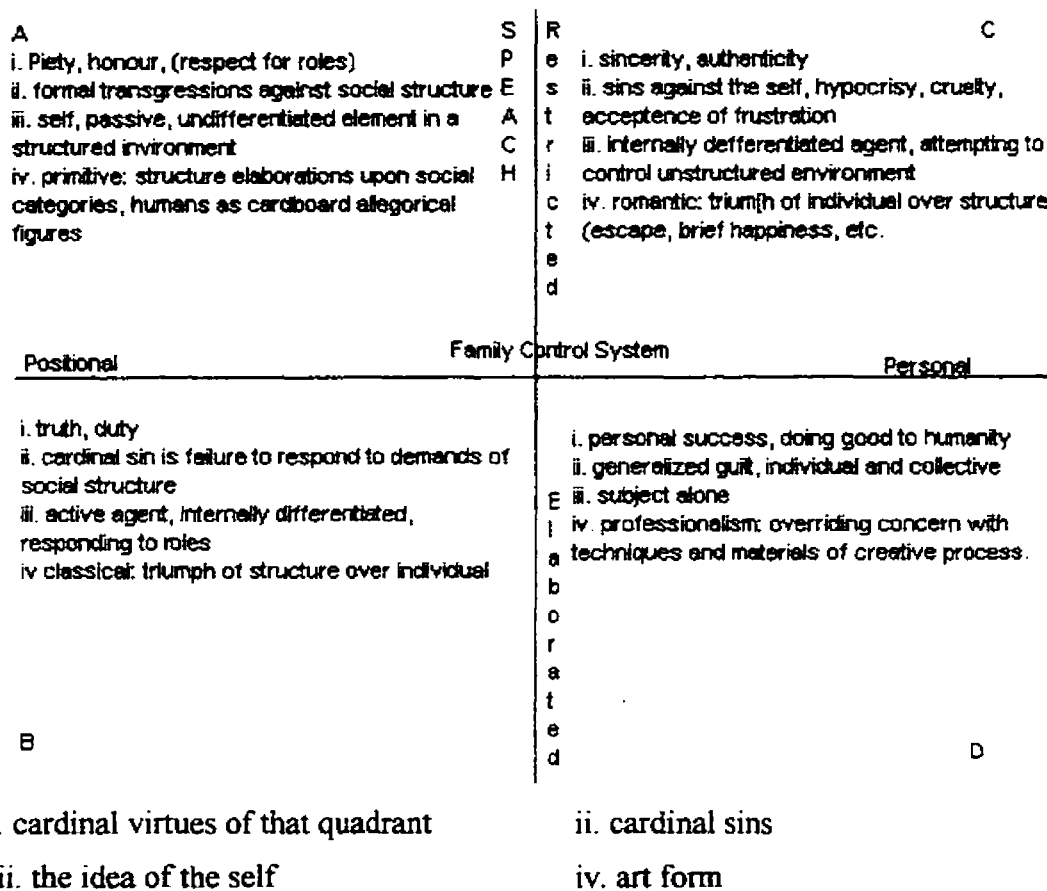 A
i. Piety, honour, (respect for roles)
ii. formal transgressions against social structure
iii. self, passive, undifferentiated element in a
structured invironment
iv. primitive: structure elaborations upon social
categories, humans as cardboard allegorical
figures
S
P
E
A
C
H
R
e
s
t
r
i
c
t
e
d
C
i. sincerity, authenticity
ii. sins against the self, hypocrisy, cruelty,
acceptence of frustration
iii. internally defferentiated agent, attempting to
control unstructured environment
iv. romantic: trium[h of individual over structure
(escape, brief happiness, etc.
Family Control System
Positional
Personal
i. truth, duty
ii. cardinal sin is failure to respond to demands of
social structure
iii. active agent, internally differentiated,
responding to roles
iv classical: triumph of structure over individual
B
E
l
a
b
o
r
a
t
e
d
i. personal success, doing good to humanity
ii. generalized guilt, individual and collective
iii. subject alone
iv. professionalism: overriding concern with
techniques and materials of creative process.
D
. cardinal virtues of that quadrant
ii. cardinal sins
ii. the idea of the self
iv. art form